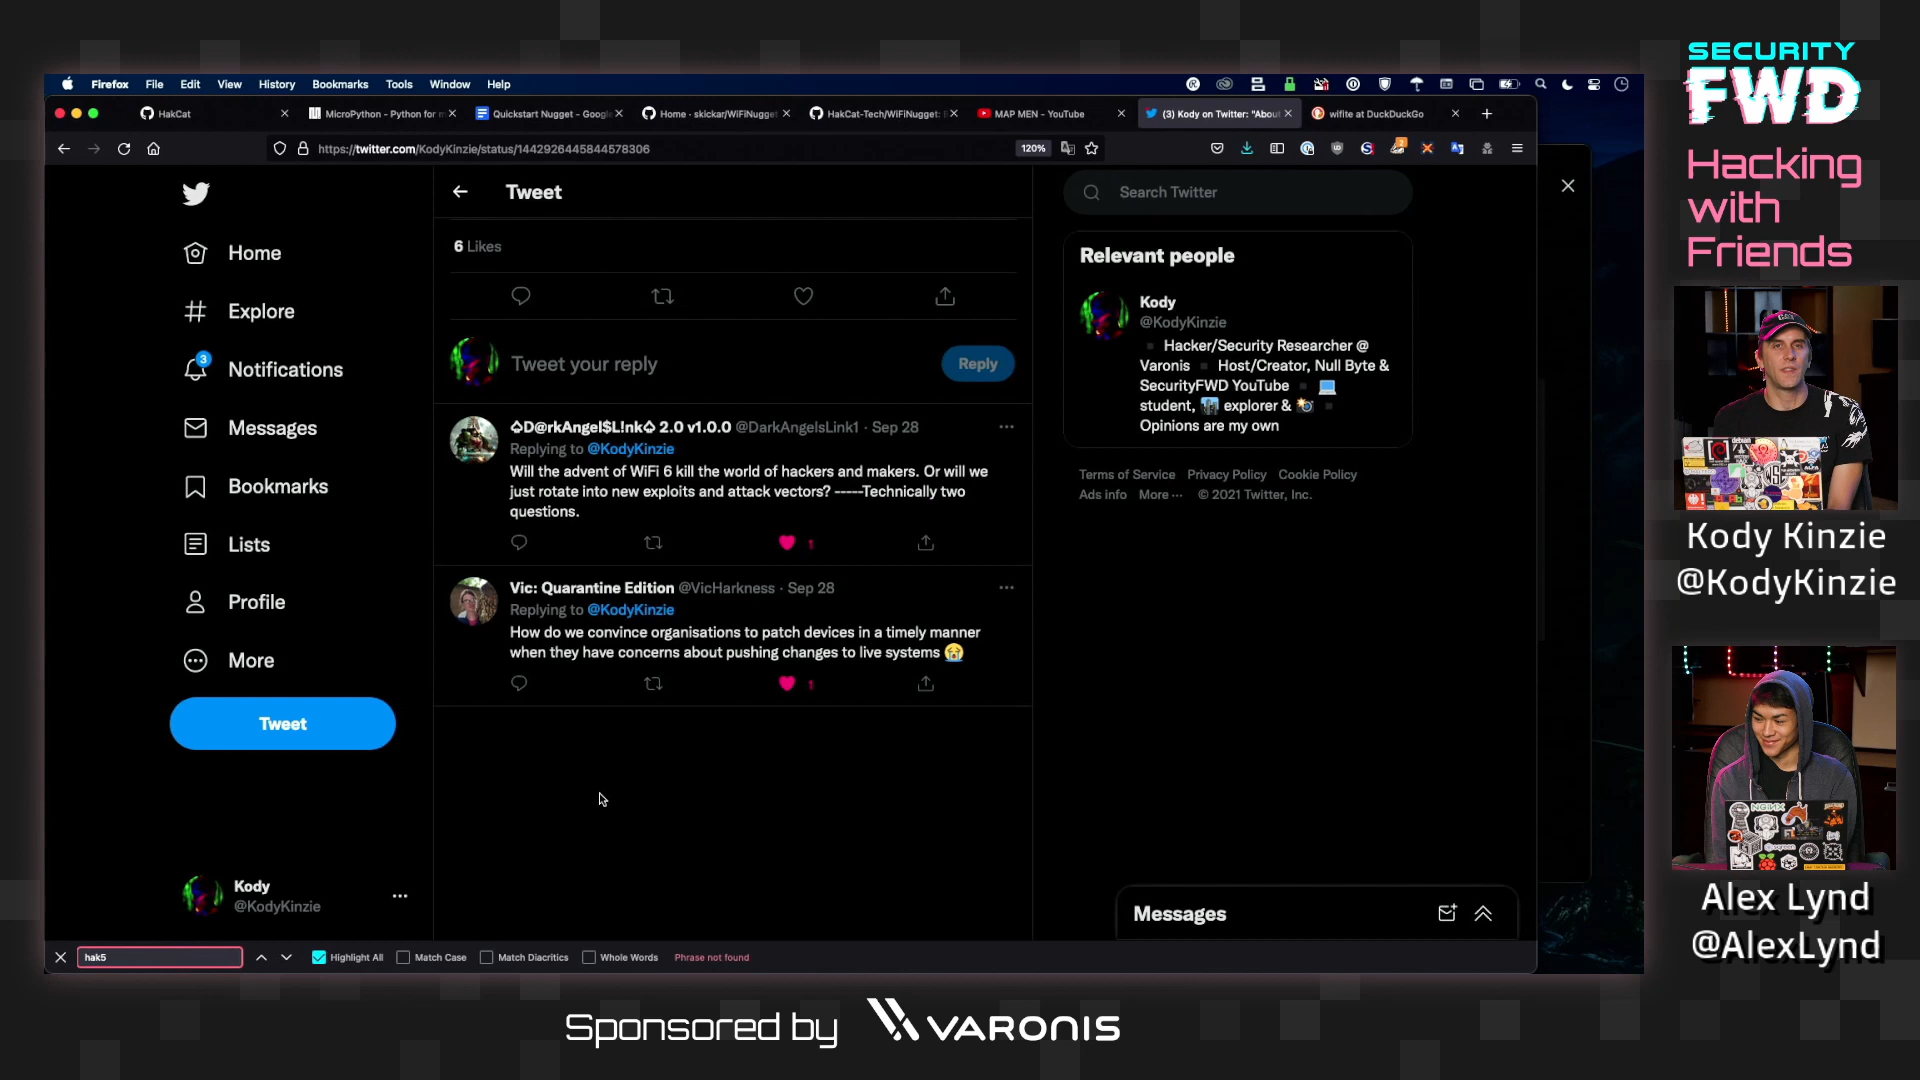 Firefox File Edit View History Bookmarks Tools Window Help
HakCat
MicroPython - Python for m
Quickstart Nugget - Google
Home - skickar/WiFiNugget
HakCat-Tech/WiFiNugget:
MAP MEN - YouTube
(3) Kody on Twitter: "Abou
wifite at DuckDuckGo
https://twitter.com/KodyKinzie/status/1442926445844578306
120%
Home
Explore
3
Notifications
Messages
Bookmarks
Lists
Profile
More
Tweet
Kody
@KodyKinzie
Tweet
6 Likes
Tweet your reply
Reply
♤D@rkAngel$L!nk♤ 2.0 v1.0.0 @DarkAngelsLink1 · Sep 28
Replying to @KodyKinzie
Will the advent of WiFi 6 kill the world of hackers and makers. Or will we
just rotate into new exploits and attack vectors? -----Technically two
questions.
1
Vic: Quarantine Edition @VicHarkness · Sep 28
Replying to @KodyKinzie
How do we convince organisations to patch devices in a timely manner
when they have concerns about pushing changes to live systems 😭
1
Search Twitter
Relevant people
Kody
@KodyKinzie
▪ Hacker/Security Researcher @
Varonis ▪ Host/Creator, Null Byte &
SecurityFWD YouTube ▪ 💻
student, explorer & 📸 ▪
Opinions are my own
Terms of Service Privacy Policy Cookie Policy
Ads info More ··· © 2021 Twitter, Inc.
Messages
hak5
Highlight All Match Case Match Diacritics Whole Words Phrase not found
SECURITY
FWD
Hacking
with
Friends
Kody Kinzie
@KodyKinzie
Alex Lynd
@AlexLynd
Sponsored by VARONIS